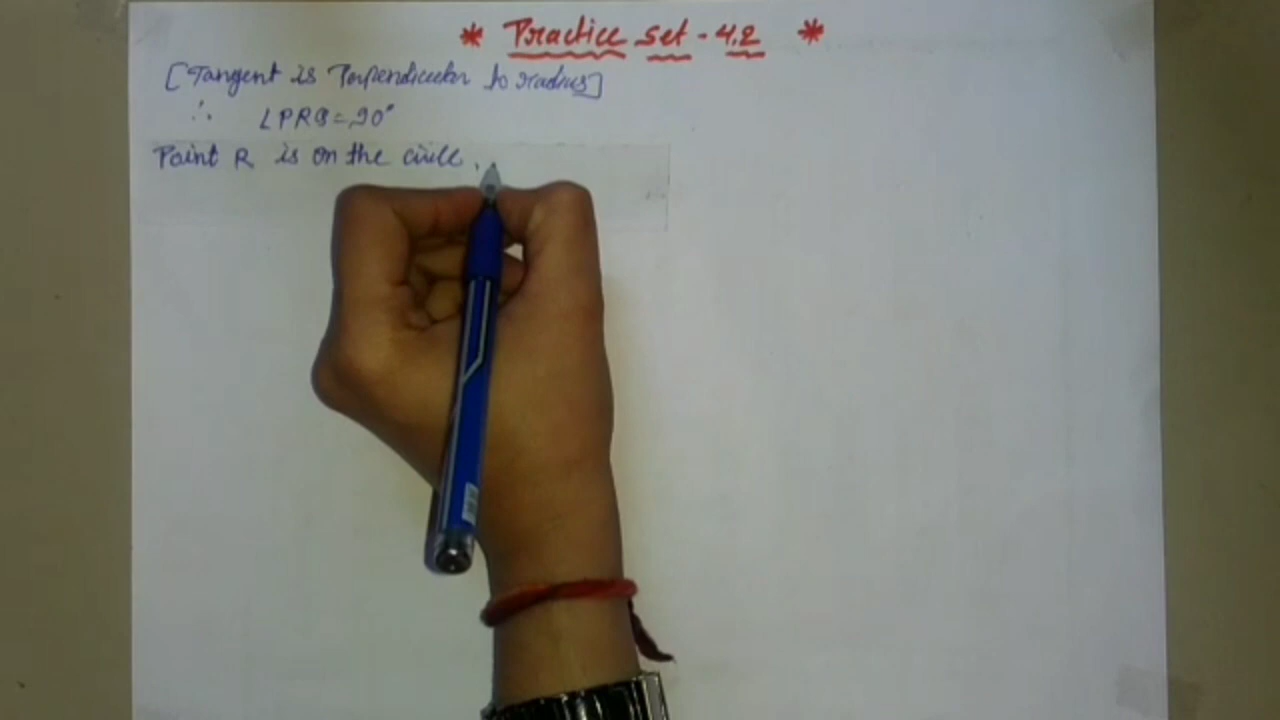 * Practice set - 4.2 *
[Tangent is Perpendicular to radius]
∴ ∠PRQ = 90°
Point R is on the circle.